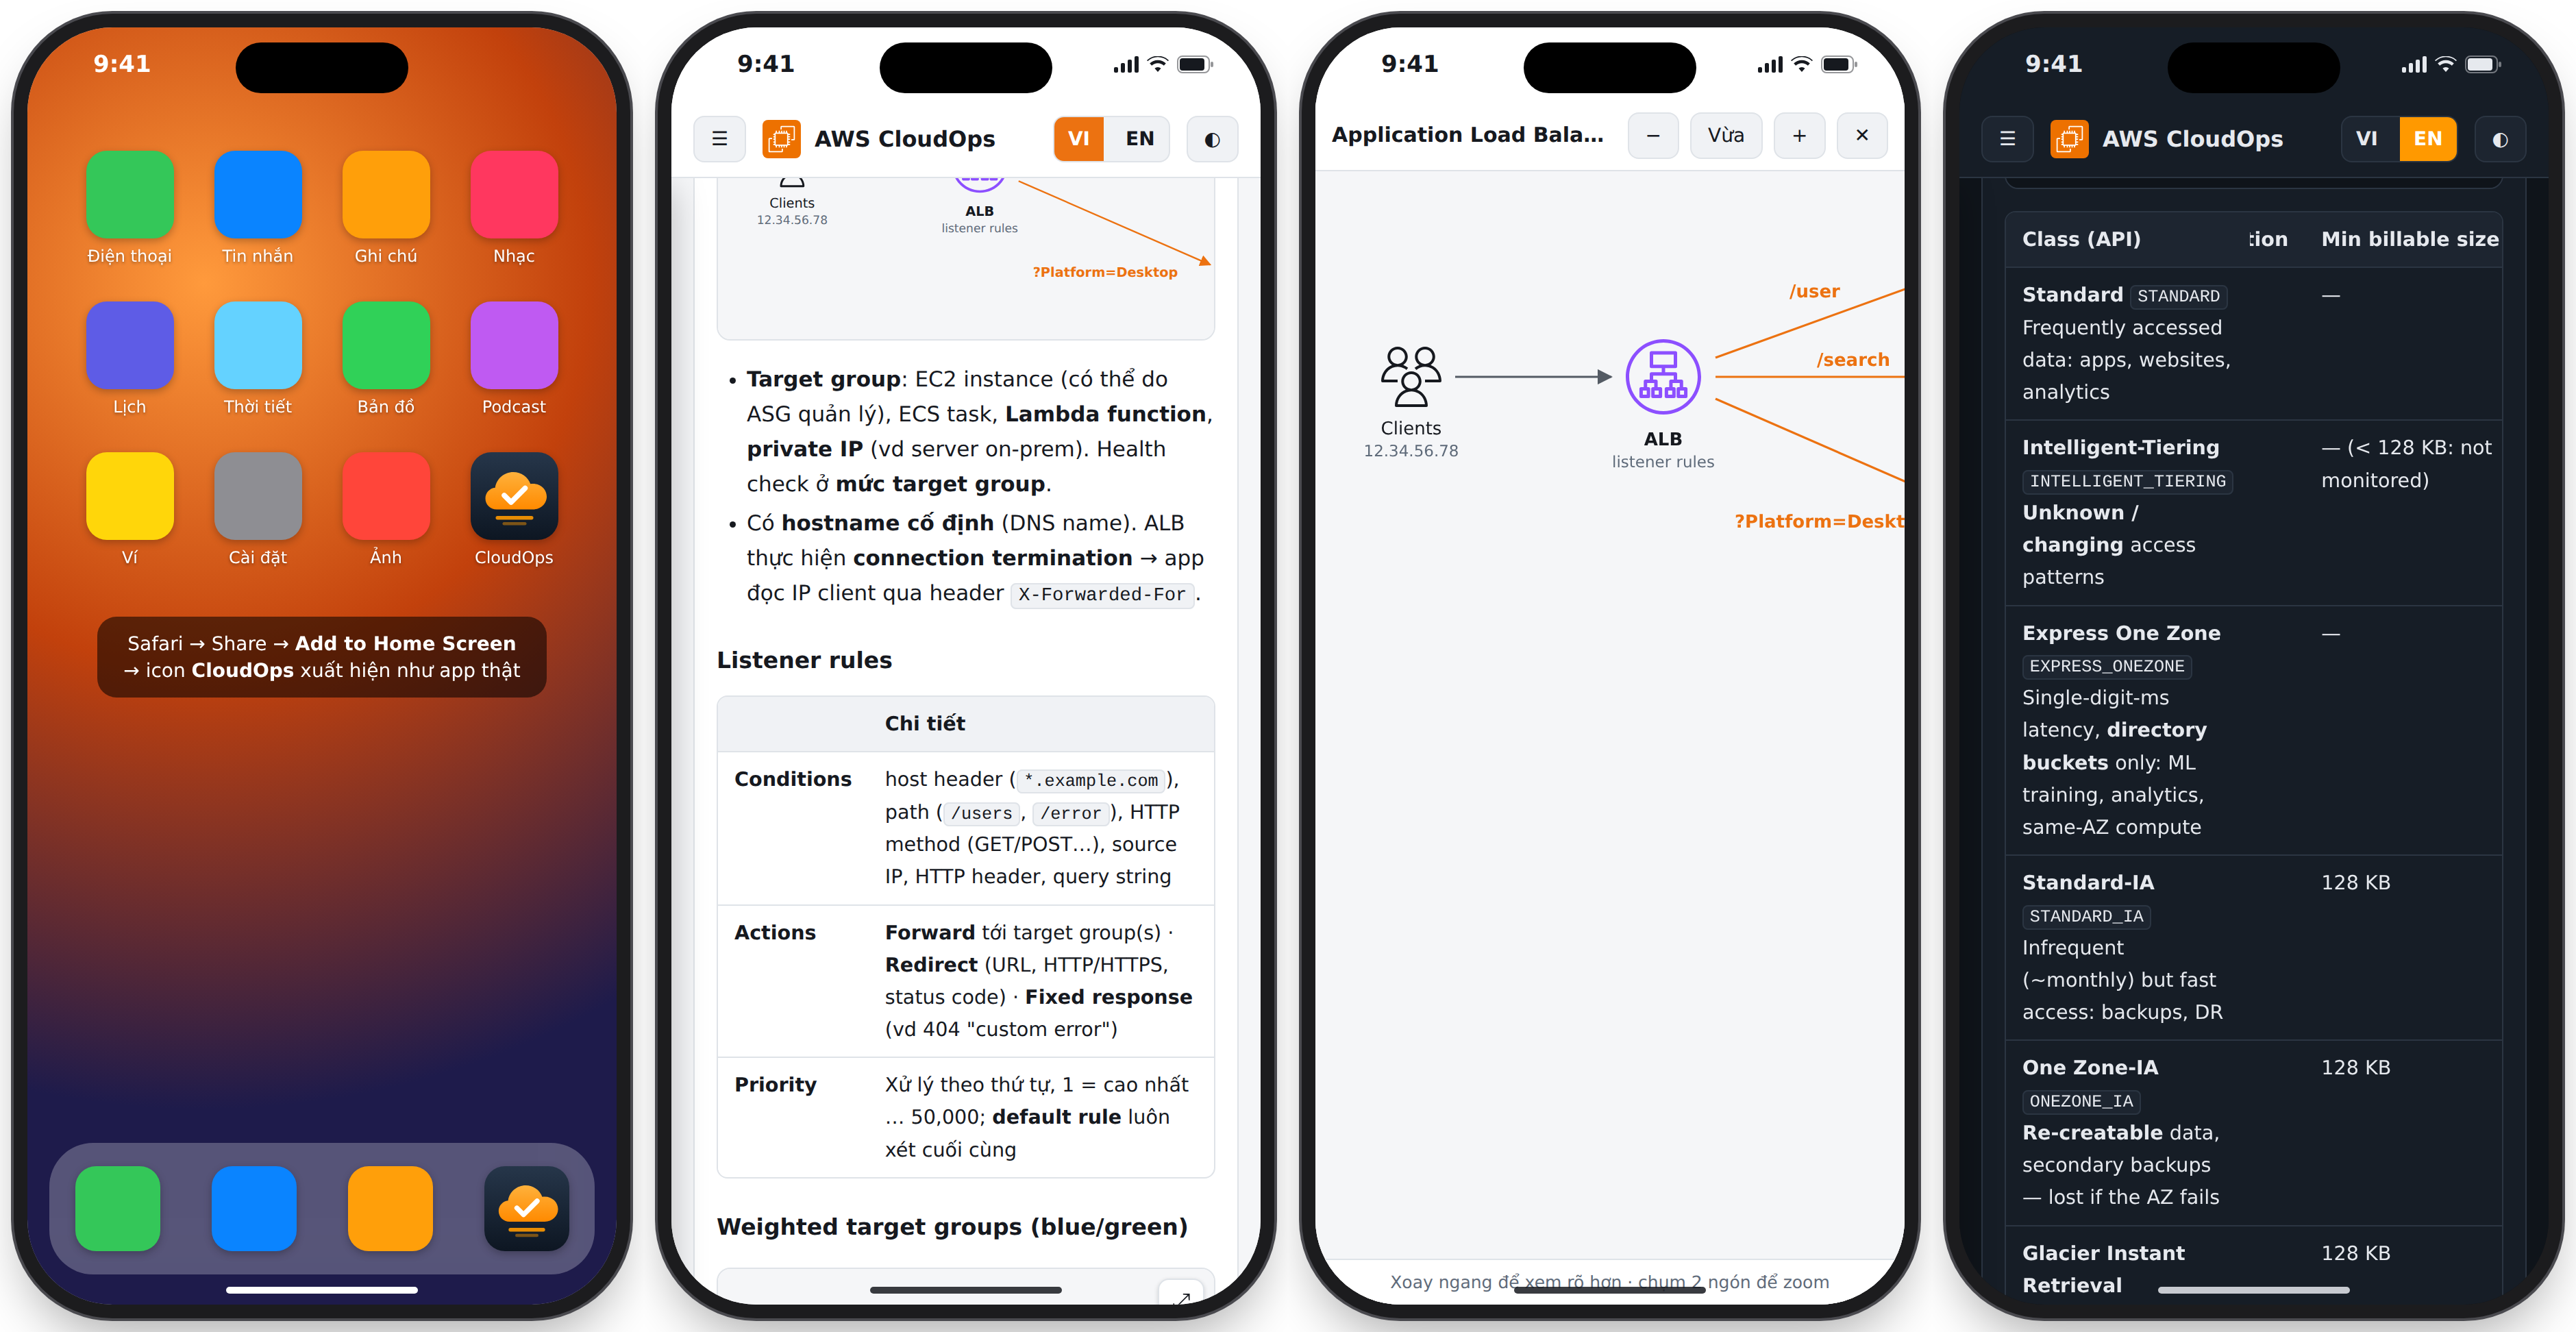 9:41
Điện thoại
Tin nhắn
Ghi chú
Nhạc
Lịch
Thời tiết
Bản đồ
Podcast
Ví
Cài đặt
Ảnh
CloudOps
Safari → Share → Add to Home Screen
→ icon CloudOps xuất hiện như app thật
9:41
AWS CloudOps
VI EN
Clients
12.34.56.78
ALB
listener rules
?Platform=Desktop
• Target group: EC2 instance (có thể do
ASG quản lý), ECS task, Lambda function,
private IP (vd server on-prem). Health
check ở mức target group.
• Có hostname cố định (DNS name). ALB
thực hiện connection termination → app
đọc IP client qua header X-Forwarded-For.
Listener rules
Chi tiết
Conditions
host header (*.example.com),
path (/users, /error), HTTP
method (GET/POST…), source
IP, HTTP header, query string
Actions
Forward tới target group(s) ·
Redirect (URL, HTTP/HTTPS,
status code) · Fixed response
(vd 404 "custom error")
Priority
Xử lý theo thứ tự, 1 = cao nhất
… 50,000; default rule luôn
xét cuối cùng
Weighted target groups (blue/green)
9:41
Application Load Bala…
− Vừa + ✕
/user
/search
Clients
12.34.56.78
ALB
listener rules
?Platform=Deskt
Xoay ngang để xem rõ hơn · chụm 2 ngón để zoom
9:41
AWS CloudOps
VI EN
Class (API)
tion
Min billable size
Standard STANDARD
Frequently accessed
data: apps, websites,
analytics
—
Intelligent-Tiering
INTELLIGENT_TIERING
Unknown /
changing access
patterns
— (< 128 KB: not
monitored)
Express One Zone
EXPRESS_ONEZONE
Single-digit-ms
latency, directory
buckets only: ML
training, analytics,
same-AZ compute
—
Standard-IA
STANDARD_IA
Infrequent
(~monthly) but fast
access: backups, DR
128 KB
One Zone-IA
ONEZONE_IA
Re-creatable data,
secondary backups
— lost if the AZ fails
128 KB
Glacier Instant
Retrieval
128 KB